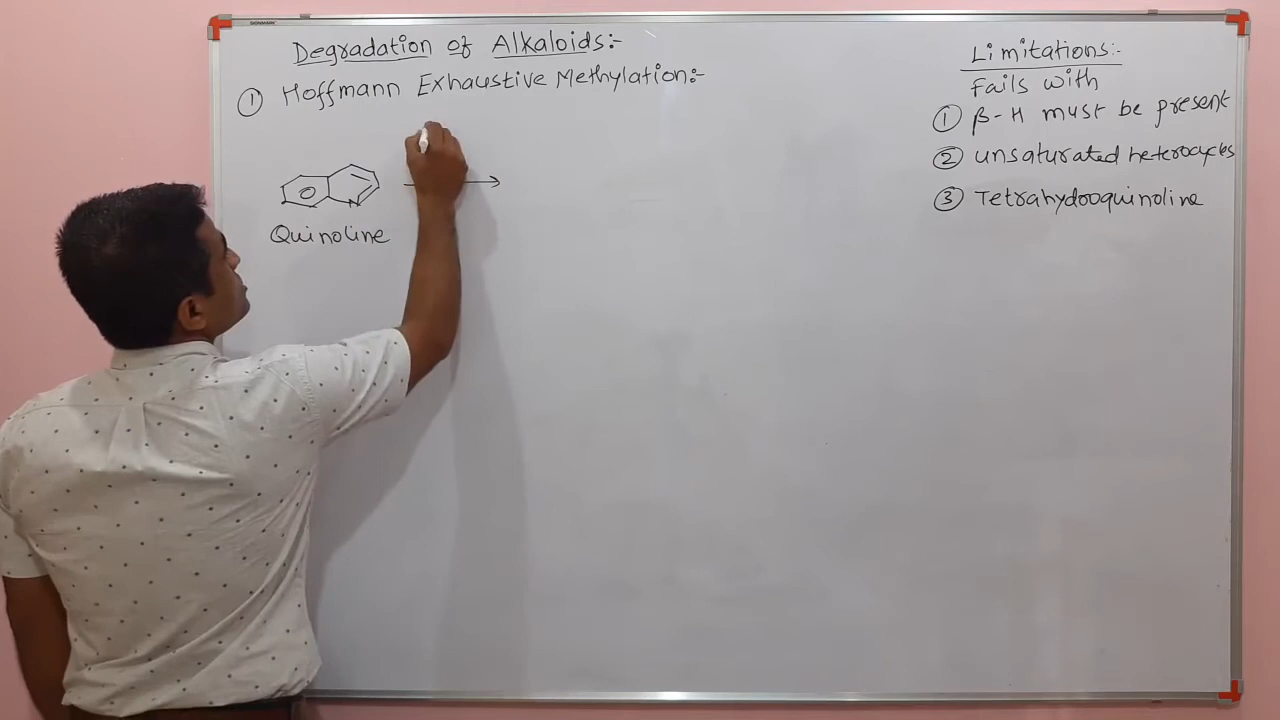 Degradation of Alkaloids:-
① Hoffmann Exhaustive Methylation:-
N
Quinoline
Limitations:-
Fails with
① β-H must be present
② unsaturated heterocycles
③ Tetrahydroquinoline